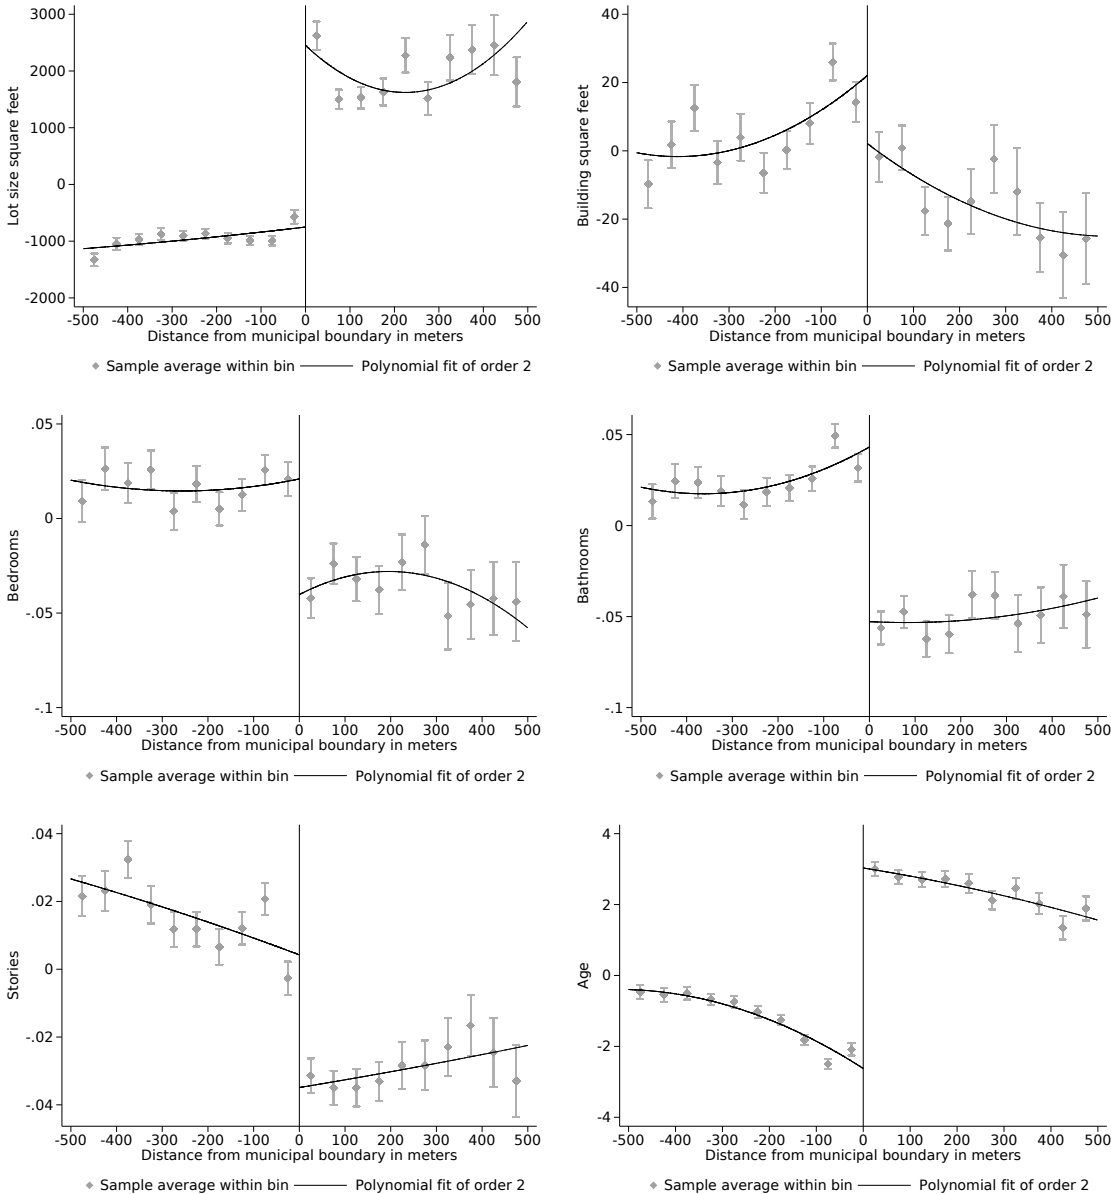 Lot size square feet
3000
2000
1000
0
-1000
-2000
-500 -400 -300 -200 -100 0 100 200 300 400 500
Distance from municipal boundary in meters
Sample average within bin Polynomial fit of order 2
Building square feet
40
20
0
-20
-40
-500 -400 -300 -200 -100 0 100 200 300 400 500
Distance from municipal boundary in meters
Sample average within bin Polynomial fit of order 2
Bedrooms
.05
0
-.05
-.1
-500 -400 -300 -200 -100 0 100 200 300 400 500
Distance from municipal boundary in meters
Sample average within bin Polynomial fit of order 2
Bathrooms
.05
0
-.05
-.1
-500 -400 -300 -200 -100 0 100 200 300 400 500
Distance from municipal boundary in meters
Sample average within bin Polynomial fit of order 2
Stories
.04
.02
0
-.02
-.04
-500 -400 -300 -200 -100 0 100 200 300 400 500
Distance from municipal boundary in meters
Sample average within bin Polynomial fit of order 2
Age
4
2
0
-2
-4
-500 -400 -300 -200 -100 0 100 200 300 400 500
Distance from municipal boundary in meters
Sample average within bin Polynomial fit of order 2